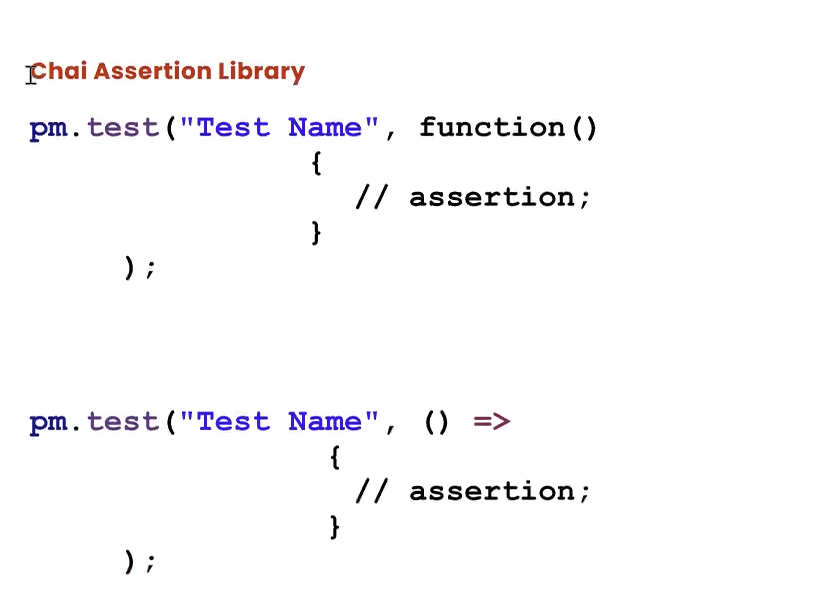 Chai Assertion Library
pm.test("Test Name", function()
{
// assertion;
}
);
pm.test("Test Name", () =>
{
// assertion;
}
);